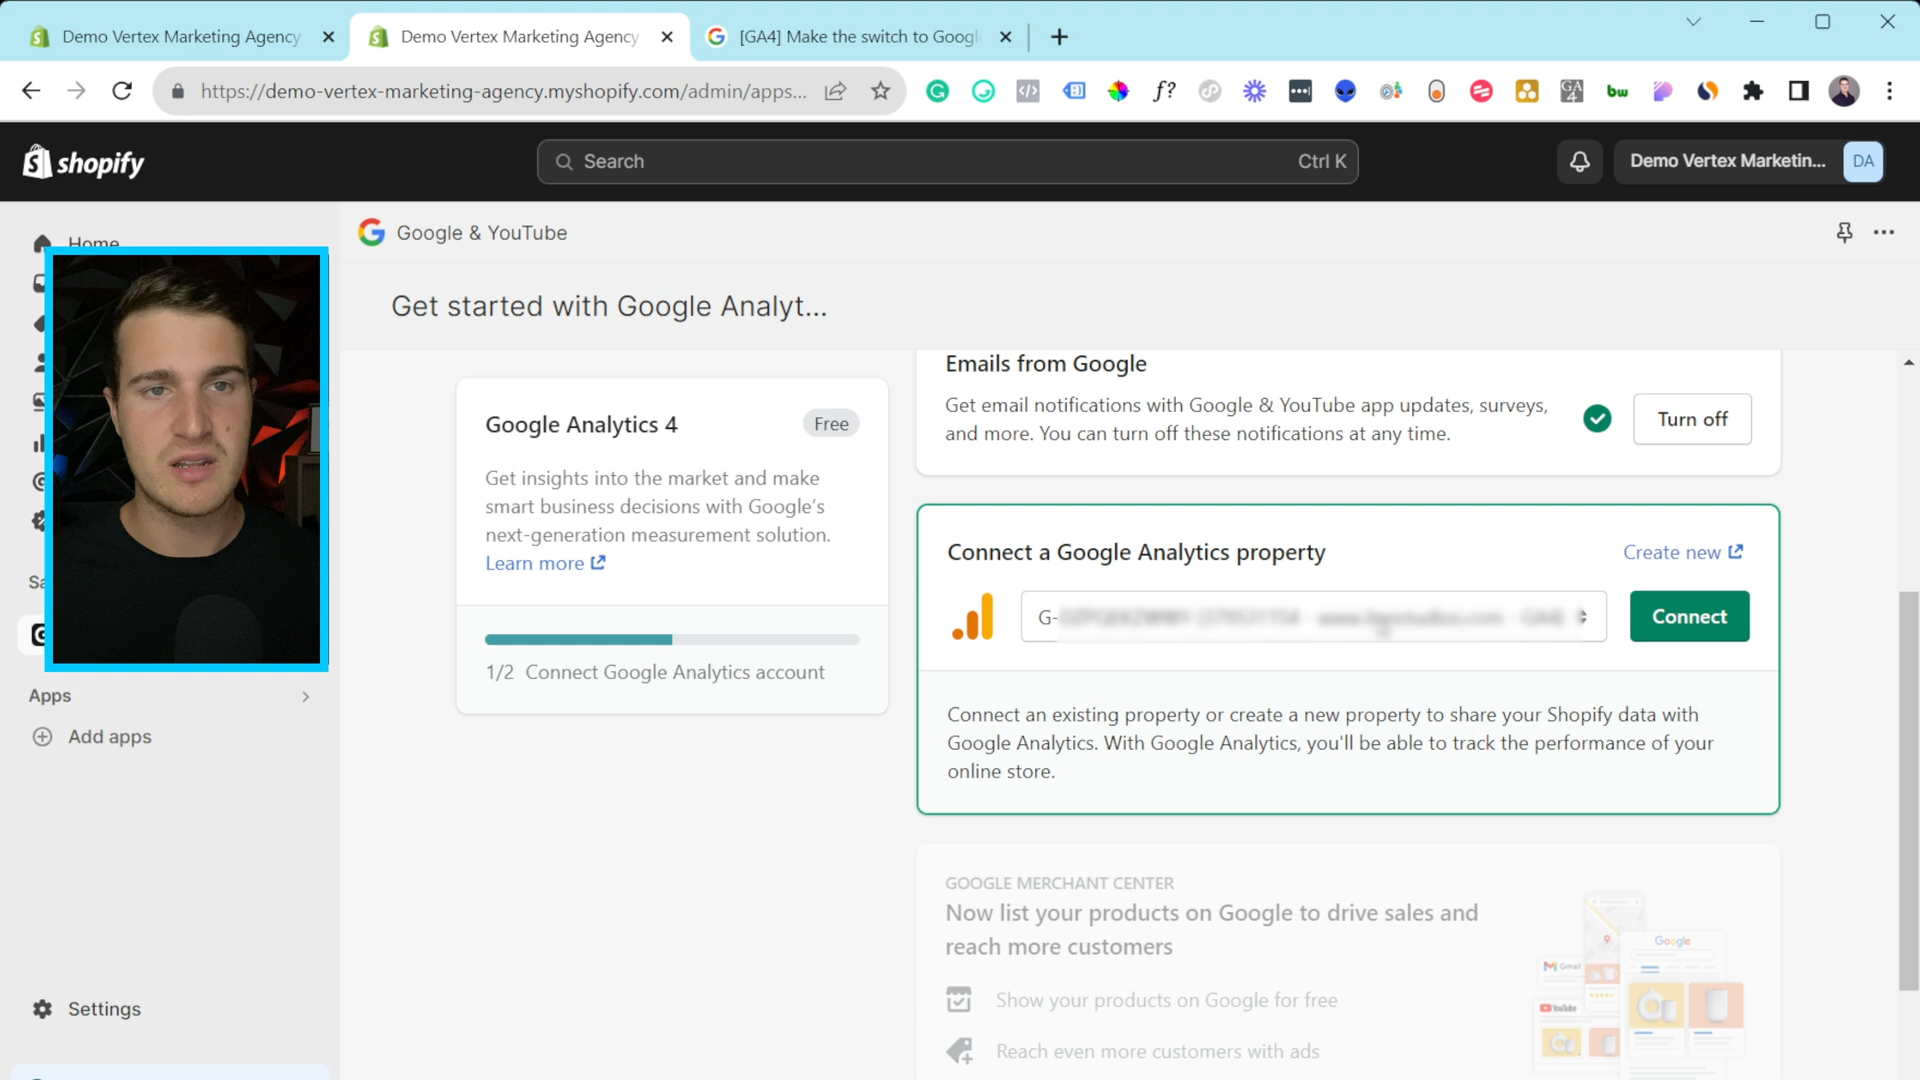 Demo Vertex Marketing Agency
Demo Vertex Marketing Agency
[GA4] Make the switch to Googl
https://demo-vertex-marketing-agency.myshopify.com/admin/apps...
f?
GA
4
bw
shopify
Search
Ctrl K
Demo Vertex Marketin...
DA
Home
Google & YouTube
Get started with Google Analyt...
Emails from Google
Get email notifications with Google & YouTube app updates, surveys,
and more. You can turn off these notifications at any time.
Turn off
Google Analytics 4
Free
Get insights into the market and make
smart business decisions with Google's
next-generation measurement solution.
Learn more
1/2 Connect Google Analytics account
Connect a Google Analytics property
Create new
G-
Connect
Connect an existing property or create a new property to share your Shopify data with
Google Analytics. With Google Analytics, you'll be able to track the performance of your
online store.
Sa
Apps
Add apps
Settings
GOOGLE MERCHANT CENTER
Now list your products on Google to drive sales and
reach more customers
Show your products on Google for free
Reach even more customers with ads
Google
Gmail
YouTube